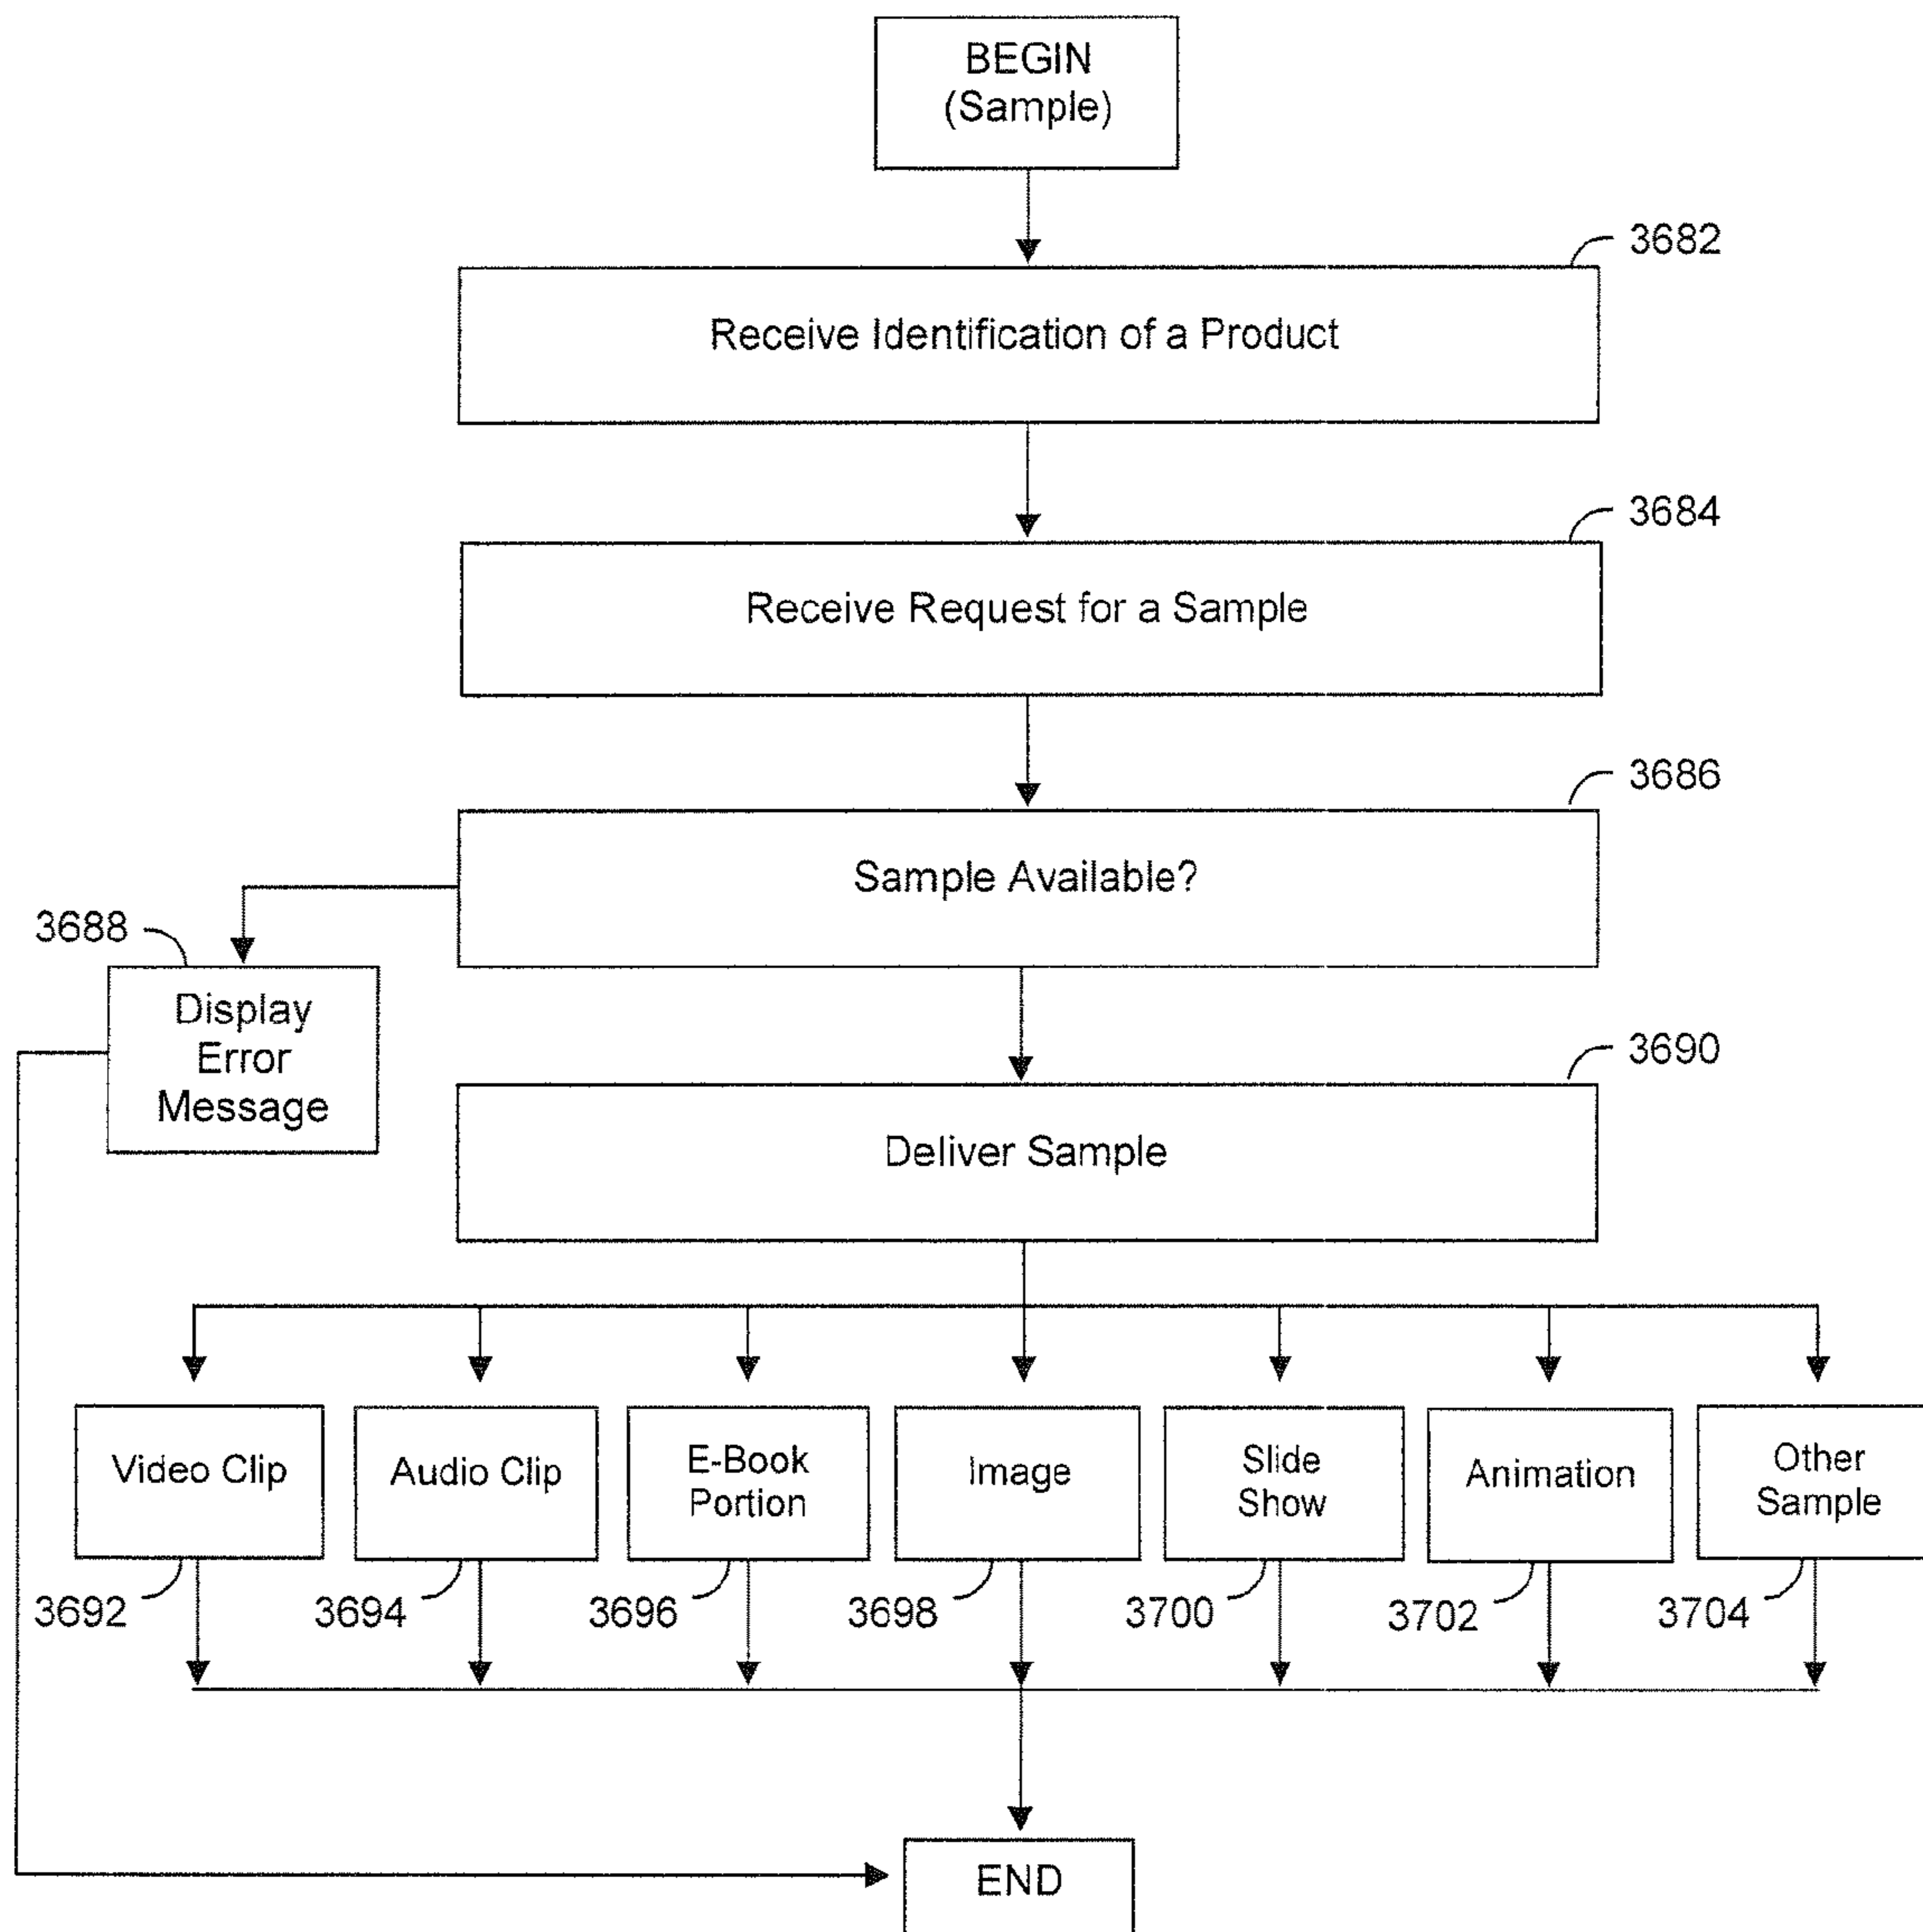 BEGIN
(Sample)
3682
Receive Identification of a Product
3684
Receive Request for a Sample
3686
Sample Available?
3688
Display
Error
Message
3690
Deliver Sample
Video Clip
Audio Clip
E-Book
Portion
Image
Slide
Show
Animation
Other
Sample
3692
3694
3696
3698
3700
3702
3704
END